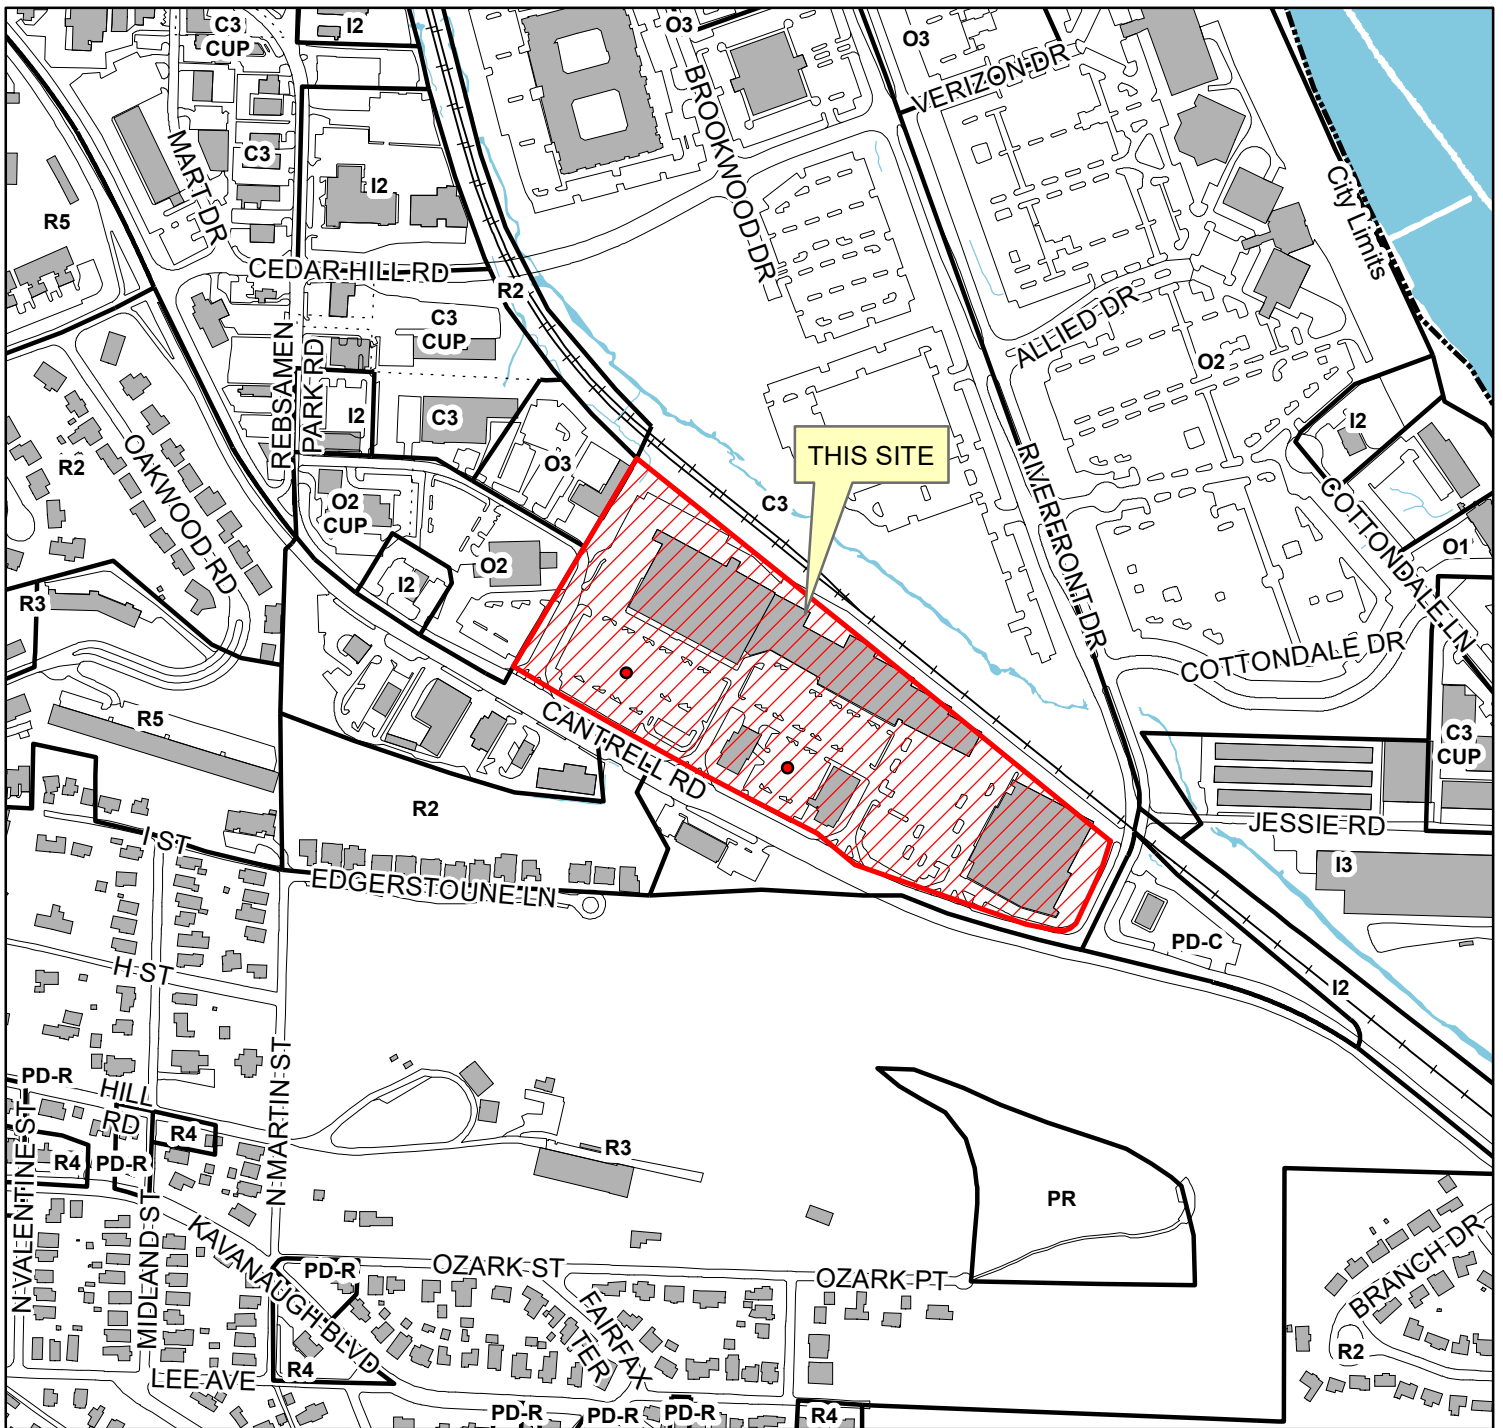 C3
CUP
I2
O3
O3
VERIZON DR
BROOKWOOD DR
MART DR
C3
I2
R5
City Limits
CEDAR HILL RD
R2
C3
CUP
ALLIED DR
O2
REBSAMEN
PARK RD
I2
C3
I2
OAKWOOD RD
R2
O3
THIS SITE
C3
RIVERFRONT DR
COTTONDALE LN
O2
CUP
O1
O2
I2
R3
COTTONDALE DR
R5
CANTRELL RD
C3
CUP
R2
I ST
JESSIE RD
I3
EDGERSTOUNE LN
PD-C
H ST
I2
N MARTIN ST
PD-R
HILL
RD
R4
R3
R4
PD-R
N VALENTINE ST
MIDLAND ST
PR
KAVANAUGH BLVD
PD-R
OZARK ST
OZARK PT
BRANCH DR
FAIRFAX
TER
R2
R4
LEE AVE
PD-R
PD-R
PD-R
R4